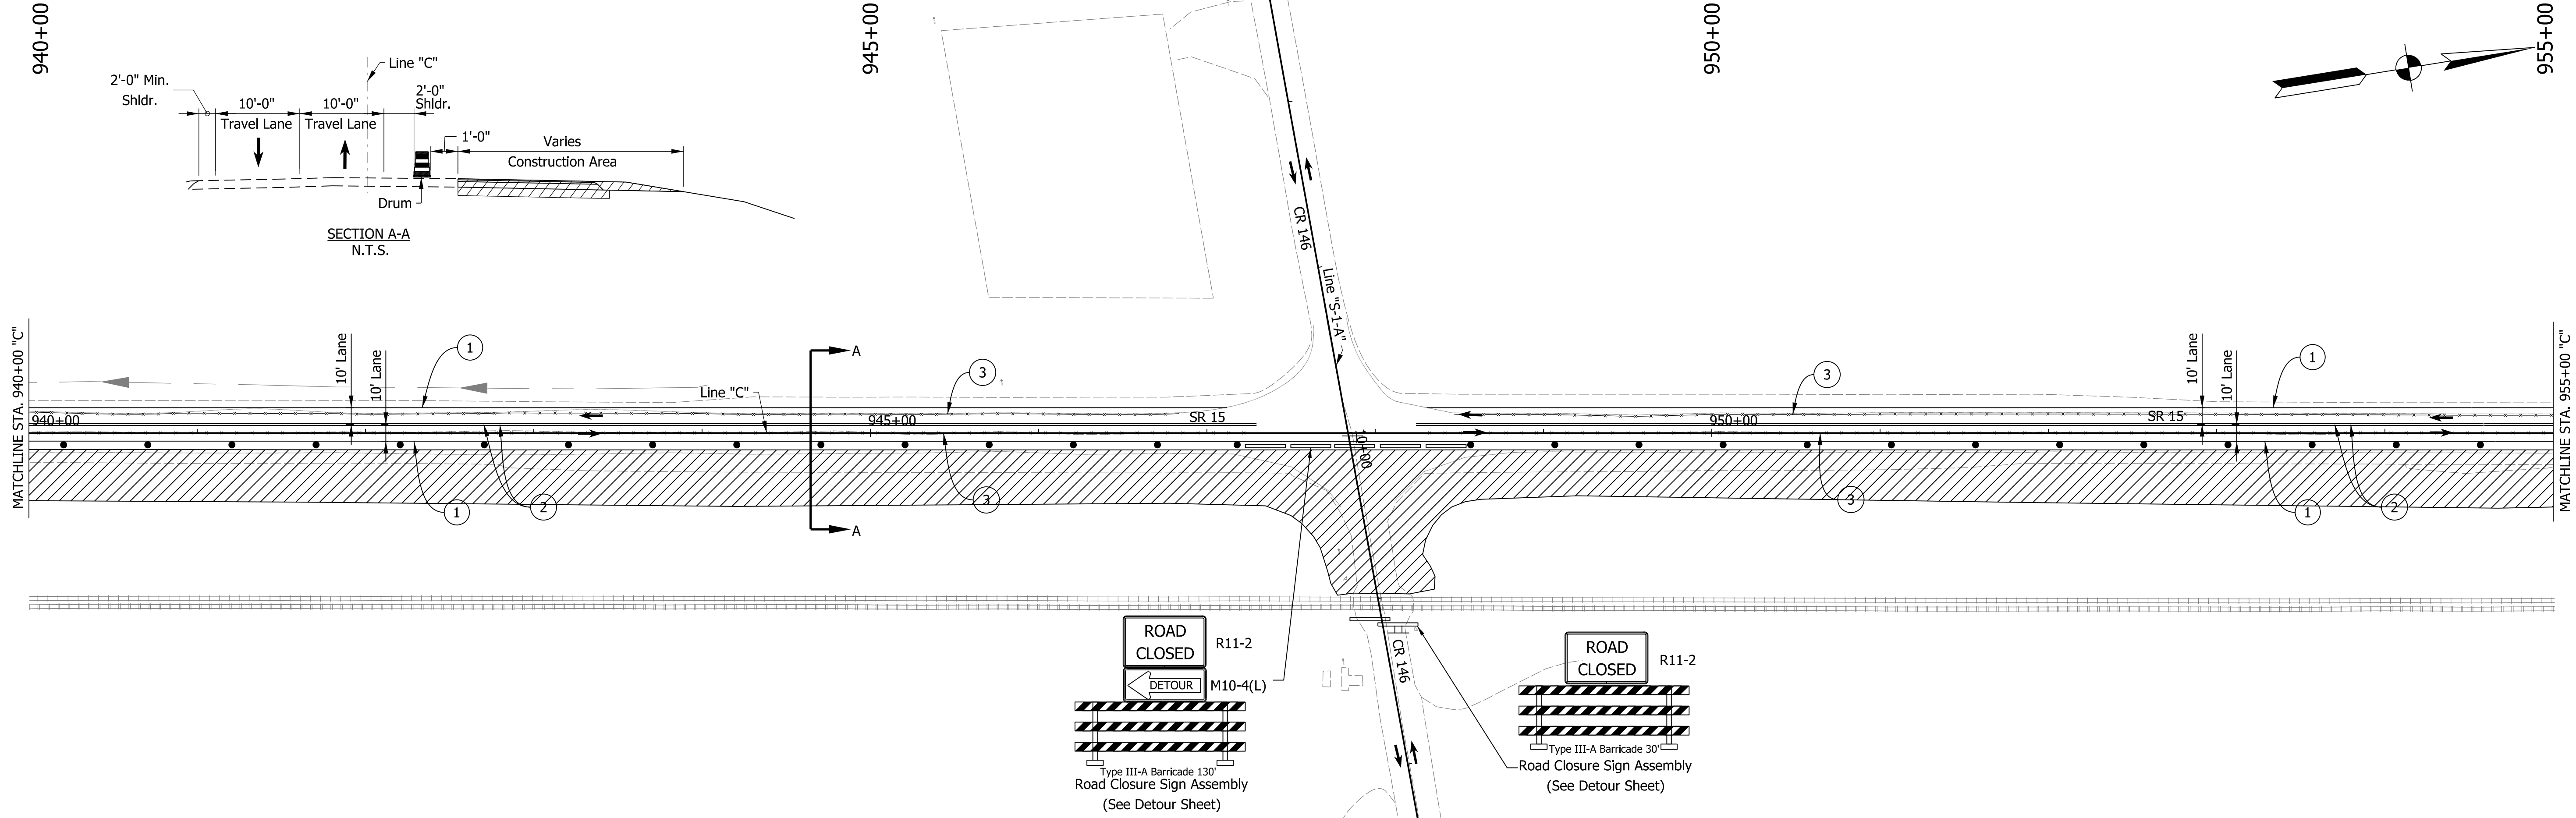 940+00
945+00
950+00
955+00
Line "C"
2'-0" Min.
Shldr.
10'-0"
Travel Lane
10'-0"
Travel Lane
2'-0"
Shldr.
1'-0"
Varies
Construction Area
Drum
SECTION A-A
N.T.S.
CR 146
Line "S-1-A"
MATCHLINE STA. 940+00 "C"
10' Lane
10' Lane
1
A
3
Line "C"
3
10' Lane
10' Lane
1
MATCHLINE STA. 955+00 "C"
940+00
945+00
SR 15
950+00
SR 15
10+00
1
2
A
3
3
1
2
ROAD
CLOSED
R11-2
DETOUR
M10-4(L)
Type III-A Barricade 130'
Road Closure Sign Assembly
(See Detour Sheet)
CR 146
ROAD
CLOSED
R11-2
Type III-A Barricade 30'
Road Closure Sign Assembly
(See Detour Sheet)